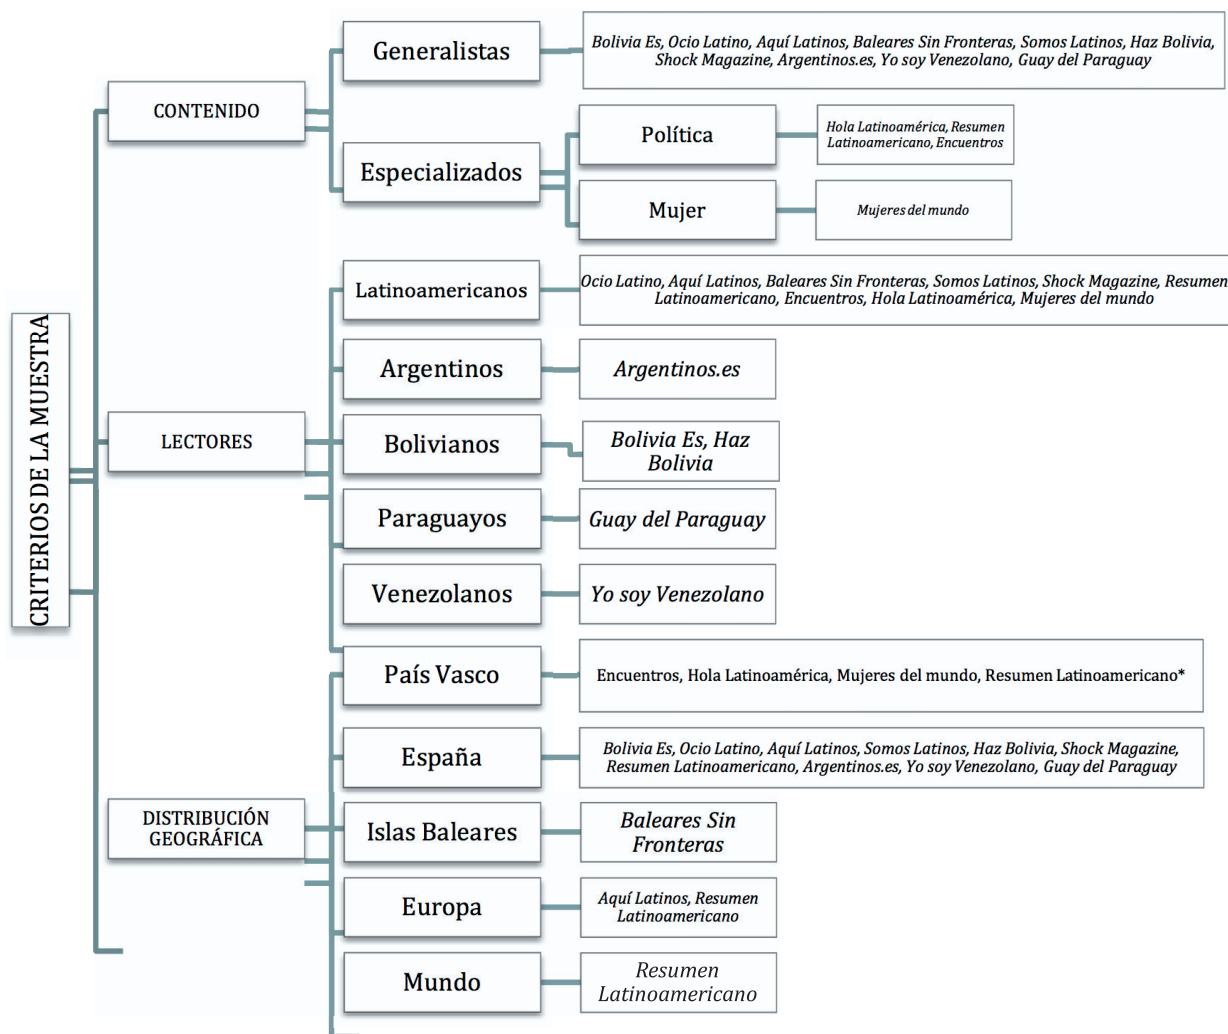 CRITERIOS DE LA MUESTRA
CONTENIDO
Generalistas
Bolivia Es, Ocio Latino, Aquí Latinos, Baleares Sin Fronteras, Somos Latinos, Haz Bolivia,
Shock Magazine, Argentinos.es, Yo soy Venezolano, Guay del Paraguay
Especializados
Política
Hola Latinoamérica, Resumen
Latinoamericano, Encuentros
Mujer
Mujeres del mundo
LECTORES
Latinoamericanos
Ocio Latino, Aquí Latinos, Baleares Sin Fronteras, Somos Latinos, Shock Magazine, Resumen
Latinoamericano, Encuentros, Hola Latinoamérica, Mujeres del mundo
Argentinos
Argentinos.es
Bolivianos
Bolivia Es, Haz
Bolivia
Paraguayos
Guay del Paraguay
Venezolanos
Yo soy Venezolano
DISTRIBUCIÓN
GEOGRÁFICA
País Vasco
Encuentros, Hola Latinoamérica, Mujeres del mundo, Resumen Latinoamericano*
España
Bolivia Es, Ocio Latino, Aquí Latinos, Somos Latinos, Haz Bolivia, Shock Magazine,
Resumen Latinoamericano, Argentinos.es, Yo soy Venezolano, Guay del Paraguay
Islas Baleares
Baleares Sin
Fronteras
Europa
Aquí Latinos, Resumen
Latinoamericano
Mundo
Resumen
Latinoamericano